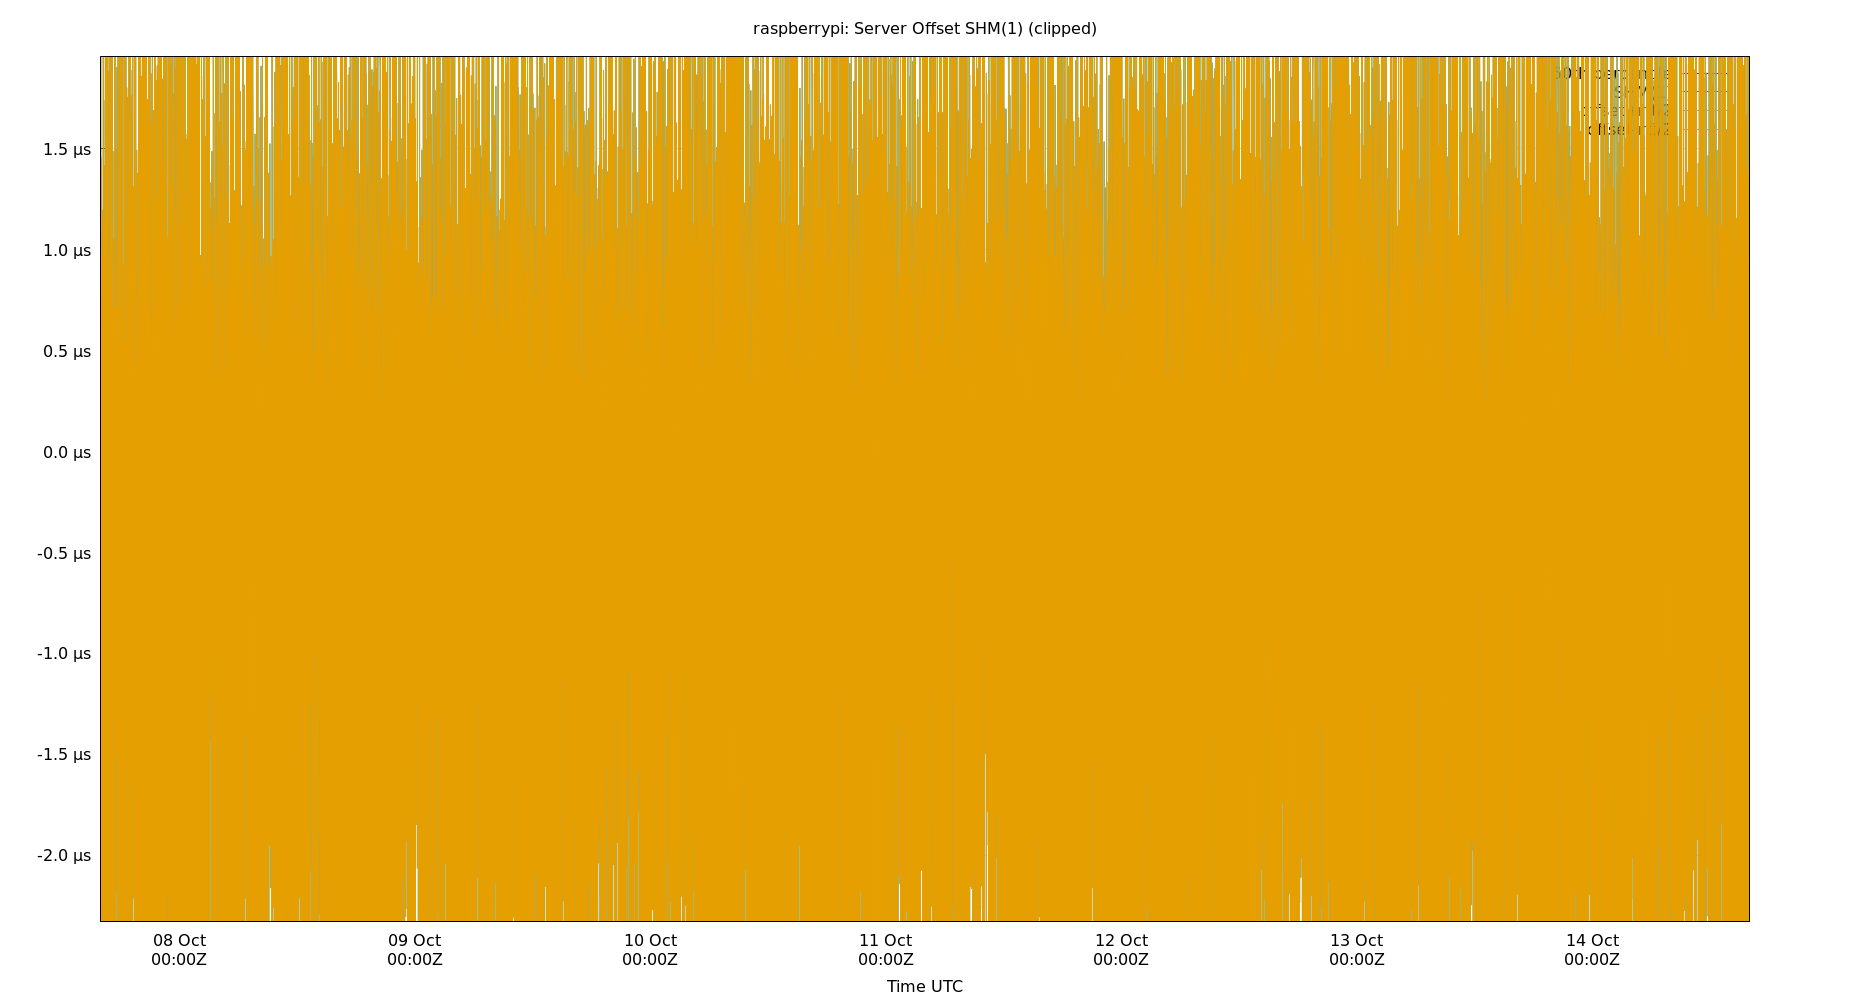 raspberrypi: Server Offset SHM(1) (clipped)
1.5 µs
1.0 µs
0.5 µs
0.0 µs
-0.5 µs
-1.0 µs
-1.5 µs
-2.0 µs
08 Oct 09 Oct 10 Oct 11 Oct 12 Oct 13 Oct 14 Oct
00:00Z 00:00Z 00:00Z 00:00Z 00:00Z 00:00Z 00:00Z
Time UTC